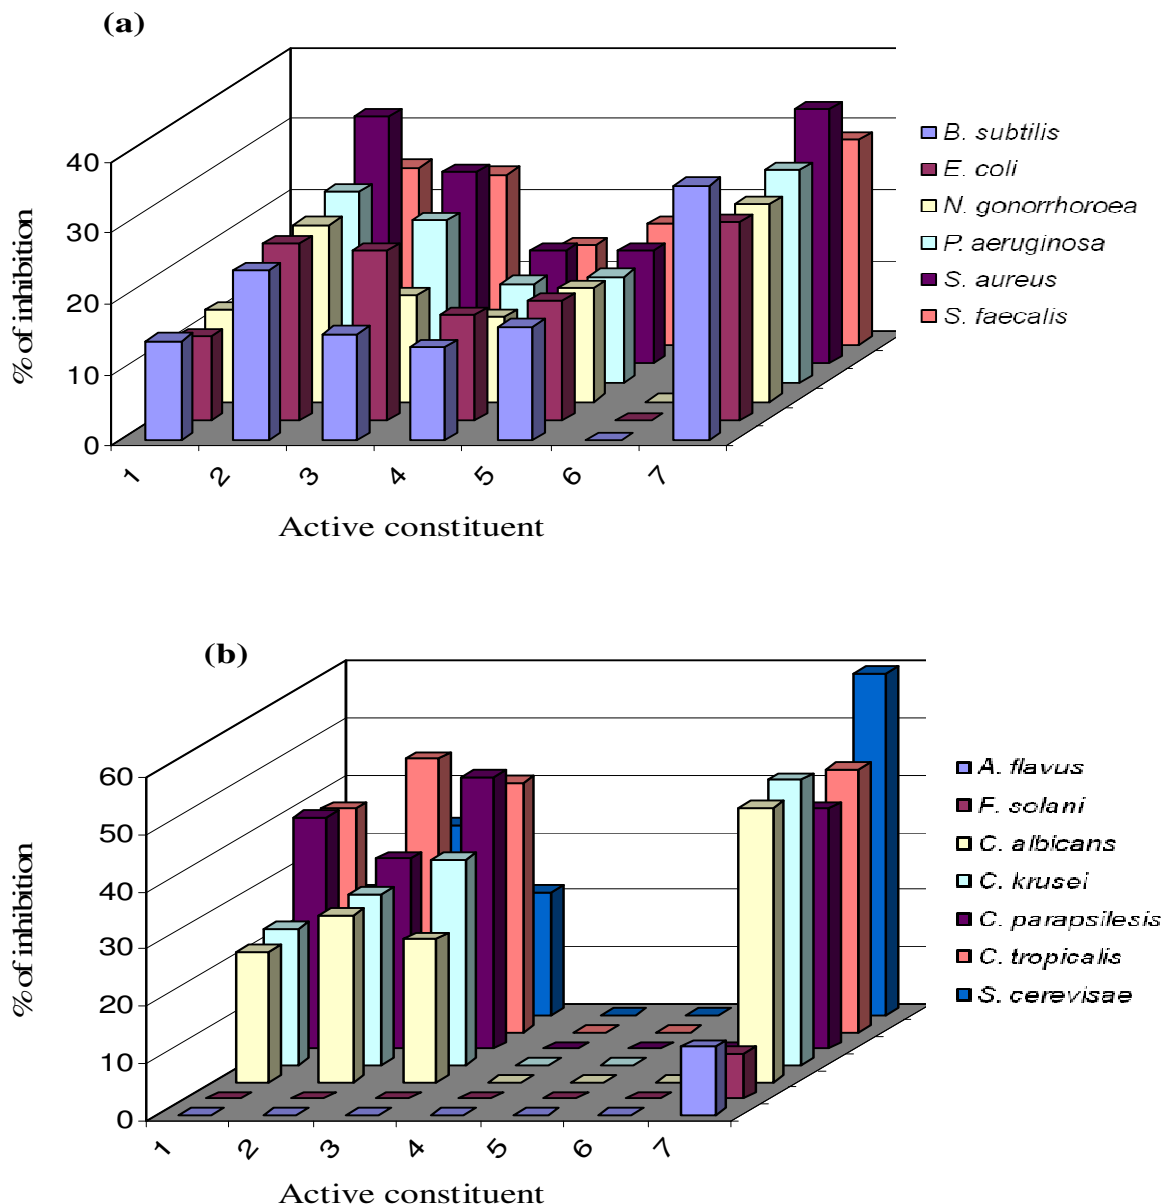 (a)
40
30
20
10
0
% of inhibition
1 2 3 4 5 6 7
Active constituent
B. subtilis
E. coli
N. gonorrhoroea
P. aeruginosa
S. aureus
S. faecalis
(b)
60
50
40
30
20
10
0
% of inhibition
1 2 3 4 5 6 7
Active constituent
A. flavus
F. solani
C. albicans
C. krusei
C. parapsilesis
C. tropicalis
S. cerevisae